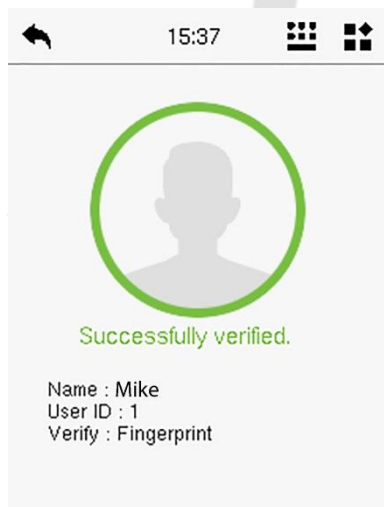 15:37
Successfully verified.
Name : Mike
User ID : 1
Verify : Fingerprint